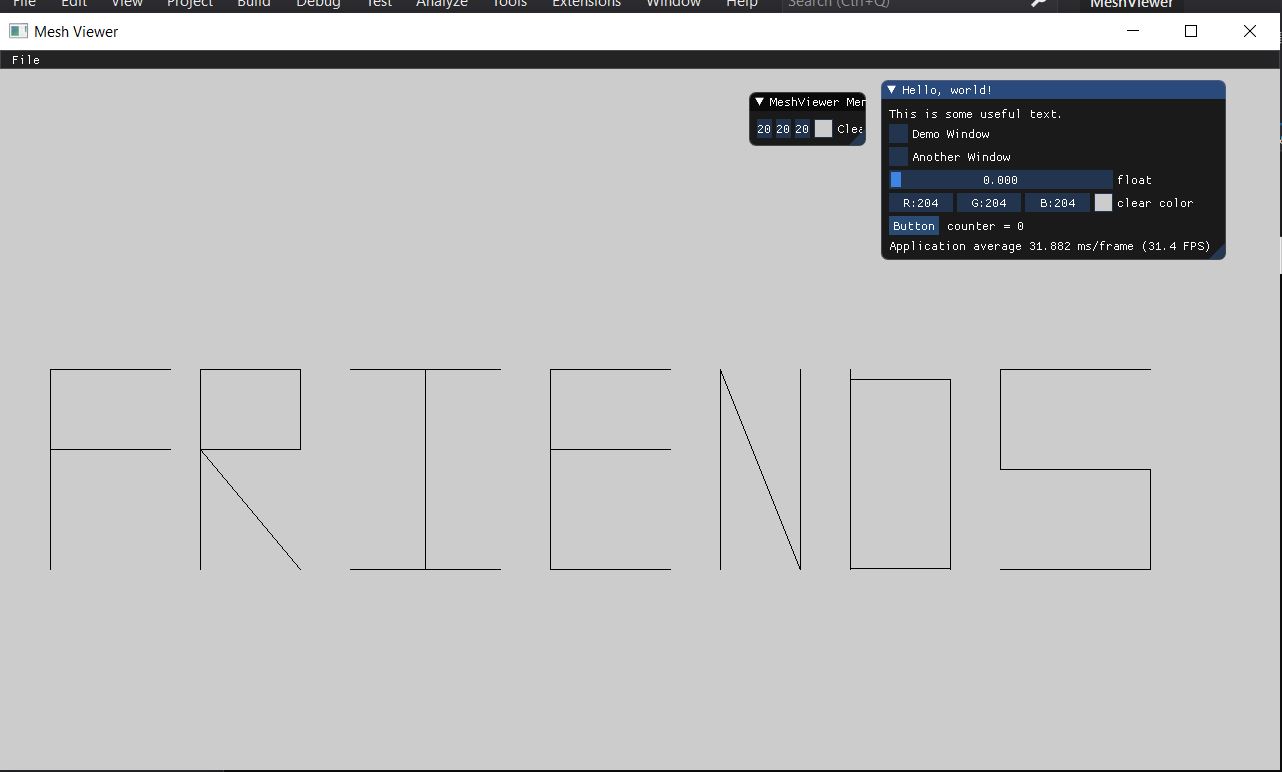 File Edit View Project Build Debug Test Analyze Tools Extensions Window Help Search (Ctrl+Q) MeshViewer
Mesh Viewer
File
MeshViewer Men
20 20 20 Clea
Hello, world!
This is some useful text.
Demo Window
Another Window
0.000 float
R:204 G:204 B:204 clear color
Button counter = 0
Application average 31.882 ms/frame (31.4 FPS)
FRIENDS